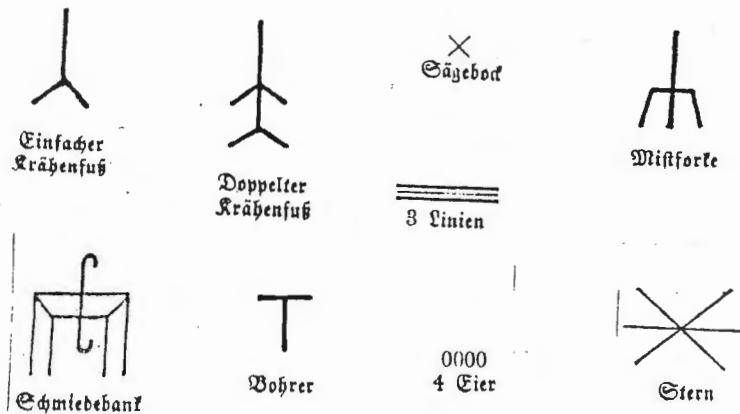 Einfacher
Krähenfuß
Doppelter
Krähenfuß
Sägebock
3 Linien
Mistforke
Schmiedebank
Bohrer
0000
4 Eier
Stern